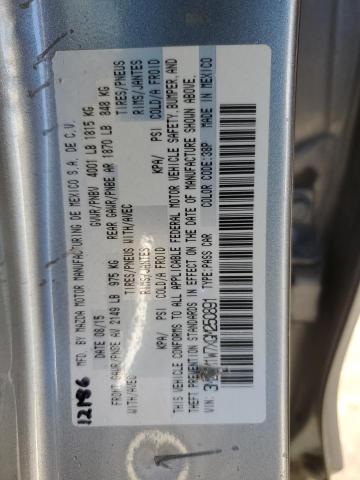 12186
MFD. BY MAZDA MOTOR MANUFACTURING DE MEXICO S.A. DE C.V.
DATE 08/15 GVWR/PNBV 4001 LB 1815 KG
FRONT GAWR/PNBE AV 2149 LB 975 KG REAR GAWR/PNBE AR 1870 LB 848 KG
WITH/AVEC TIRES/PNEUS WITH/AVEC TIRES/PNEUS
RIMS/JANTES RIMS/JANTES
KPA/ PSI COLD/A FROID KPA/ PSI COLD/A FROID
THIS VEHICLE CONFORMS TO ALL APPLICABLE FEDERAL MOTOR VEHICLE SAFETY, BUMPER, AND
THEFT PREVENTION STANDARDS IN EFFECT ON THE DATE OF MANUFACTURE SHOWN ABOVE.
VIN: TYPE:PASS CAR COLOR CODE:38P MADE IN MEXICO